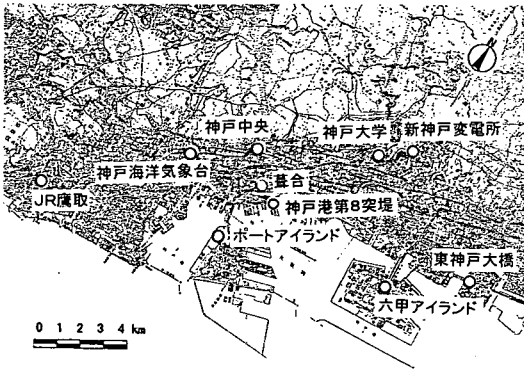 神戸中央
神戸大学
新神戸変電所
神戸海洋気象台
葺合
JR鷹取
神戸港第8突堤
ポートアイランド
東神戸大橋
六甲アイランド
0 1 2 3 4 km